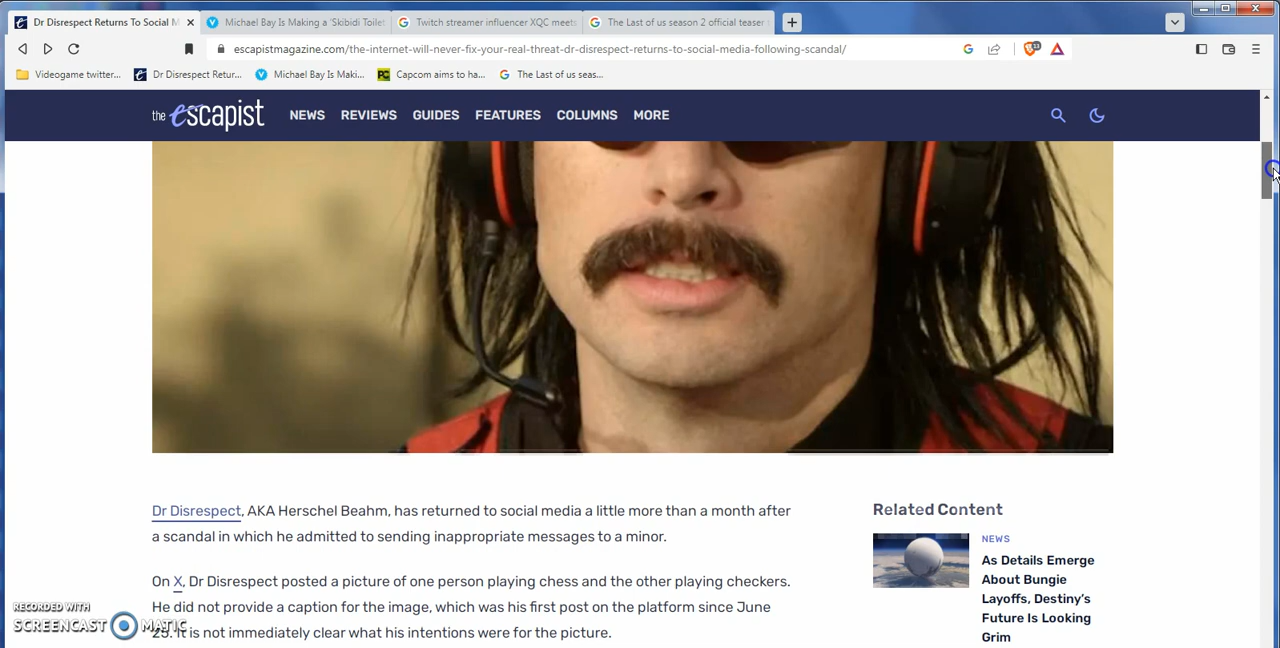 Dr Disrespect Returns To Social M
Michael Bay Is Making a 'Skibidi Toilet
Twitch streamer influencer XQC meets
The Last of us season 2 official teaser
escapistmagazine.com/the-internet-will-never-fix-your-real-threat-dr-disrespect-returns-to-social-media-following-scandal/
Videogame twitter...
Dr Disrespect Retur...
Michael Bay Is Maki...
Capcom aims to ha...
The Last of us seas...
the escapist
NEWS
REVIEWS
GUIDES
FEATURES
COLUMNS
MORE
Dr Disrespect, AKA Herschel Beahm, has returned to social media a little more than a month after
a scandal in which he admitted to sending inappropriate messages to a minor.
On X, Dr Disrespect posted a picture of one person playing chess and the other playing checkers.
He did not provide a caption for the image, which was his first post on the platform since June
25. It is not immediately clear what his intentions were for the picture.
Related Content
NEWS
As Details Emerge
About Bungie
Layoffs, Destiny's
Future Is Looking
Grim
RECORDED WITH
SCREENCAST MATIC